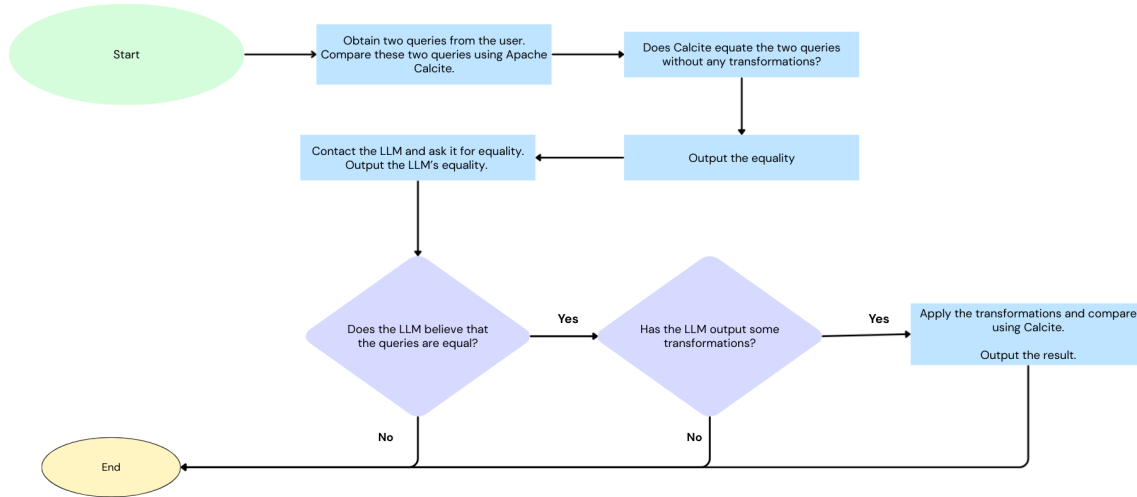 Start
Obtain two queries from the user.
Compare these two queries using Apache
Calcite.
Does Calcite equate the two queries
without any transformations?
Contact the LLM and ask it for equality.
Output the LLM's equality.
Output the equality
Does the LLM believe that
the queries are equal?
Yes
Has the LLM output some
transformations?
Yes
Apply the transformations and compare
using Calcite.
Output the result.
No
No
End